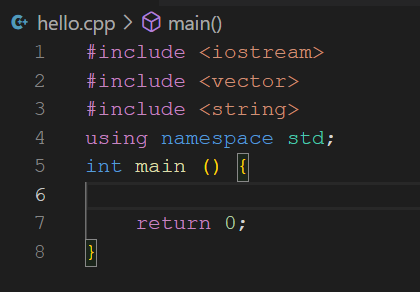 hello.cpp > main()
1 #include <iostream>
2 #include <vector>
3 #include <string>
4 using namespace std;
5 int main () {
6
7 return 0;
8 }